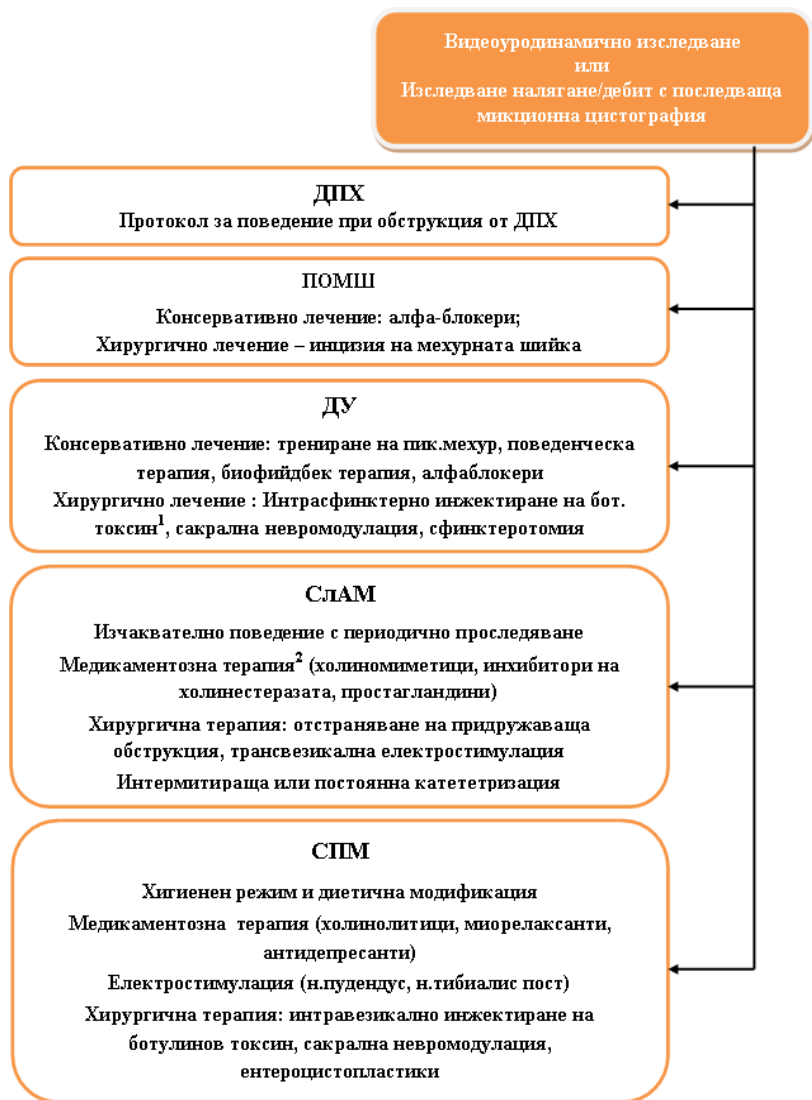 Видеоуродинамично изследване
или
Изследване налягане/дебит с последваща
микционна цистография
ДПХ
Протокол за поведение при обструкция от ДПХ
ПОМШ
Консервативно лечение: алфа-блокери;
Хирургично лечение – инцизия на мехурната шийка
ДУ
Консервативно лечение: трениране на пик.мехур, поведенческа
терапия, биофийдбек терапия, алфаблокери
Хирургично лечение : Интрасфинктерно инжектиране на бот.
токсин¹, сакрална невромодулация, сфинктеротомия
СлАМ
Изчаквателно поведение с периодично проследяване
Медикаментозна терапия² (холиномиметици, инхибитори на
холинестеразата, простагландини)
Хирургична терапия: отстраняване на придружаваща
обструкция, трансвезикална електростимулация
Интермитираща или постоянна катететризация
СПМ
Хигиенен режим и диетична модификация
Медикаментозна терапия (холинолитици, миорелаксанти,
антидепресанти)
Електростимулация (н.пудендус, н.тибиалис пост)
Хирургична терапия: интравезикално инжектиране на
ботулинов токсин, сакрална невромодулация,
ентероцистопластики